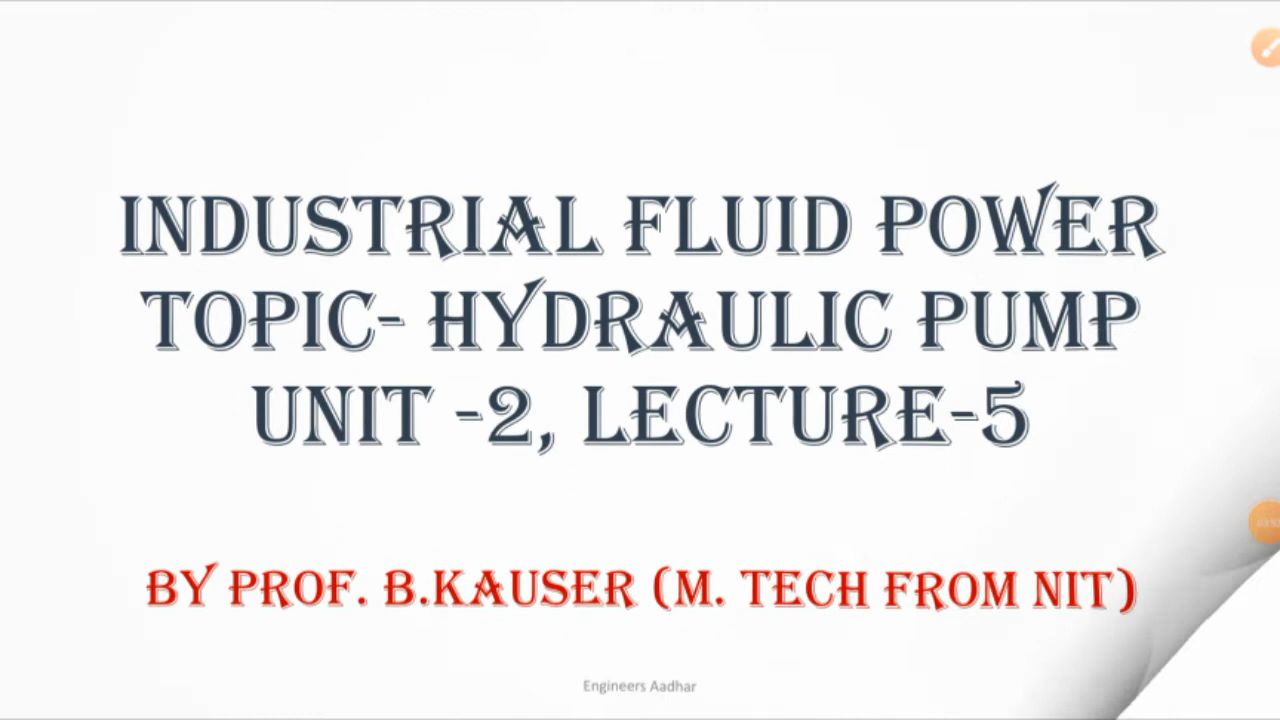 INDUSTRIAL FLUID POWER
TOPIC- HYDRAULIC PUMP
UNIT -2, LECTURE-5
BY PROF. B.KAUSER (M. TECH FROM NIT)
Engineers Aadhar